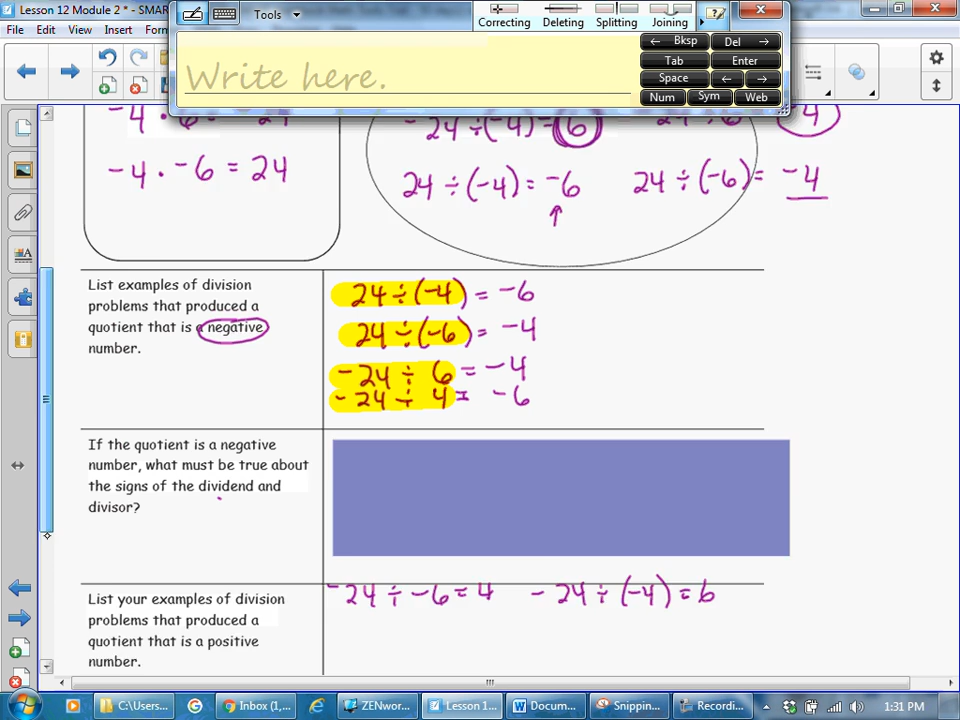 Lesson 12 Module 2 * - SMAR
Tools
Correcting Deleting Splitting Joining
File Edit View Insert
Write here.
← Bksp Del →
Tab Enter
Space ← →
Num Sym Web
-4 · -6 = 24
-24 ÷ (-4) = 6
24 ÷ (-4) = -6 24 ÷ (-6) = -4
List examples of division
problems that produced a
quotient that is a negative
number.
24 ÷ (-4) = -6
24 ÷ (-6) = -4
-24 ÷ 6 = -4
-24 ÷ 4 = -6
If the quotient is a negative
number, what must be true about
the signs of the dividend and
divisor?
List your examples of division
problems that produced a
quotient that is a positive
number.
-24 ÷ -6 = 4 -24 ÷ (-4) = 6
C:\Users... Inbox (1,... ZENwor... Lesson 1... Docum... Snippin... Recordi... 1:31 PM